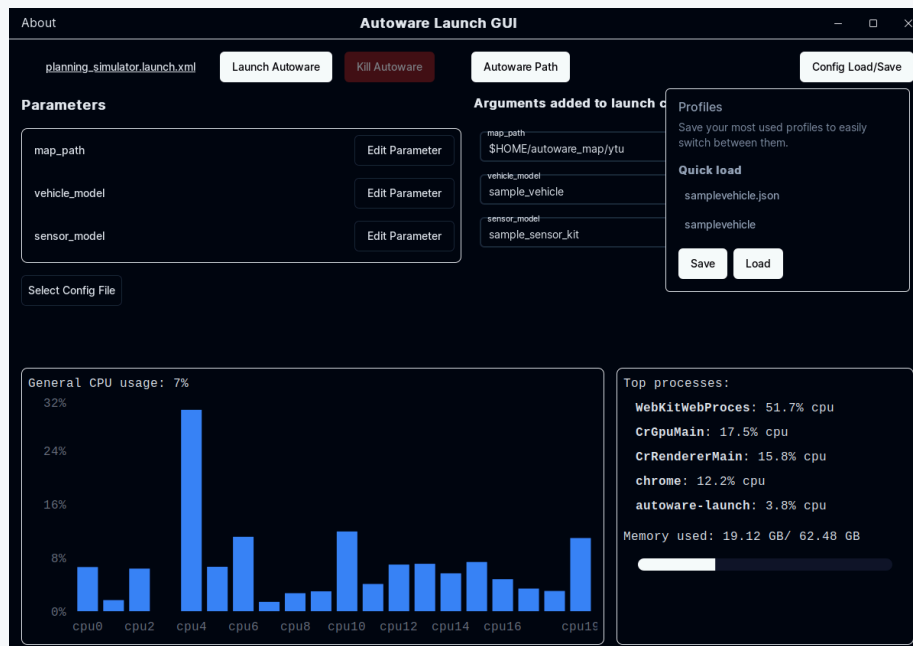 About
Autoware Launch GUI
planning_simulator.launch.xml
Launch Autoware
Kill Autoware
Autoware Path
Config Load/Save
Parameters
map_path
Edit Parameter
vehicle_model
Edit Parameter
sensor_model
Edit Parameter
Select Config File
Arguments added to launch c
map_path
$HOME/autoware_map/ytu
vehicle_model
sample_vehicle
sensor_model
sample_sensor_kit
Profiles
Save your most used profiles to easily
switch between them.
Quick load
samplevehicle.json
samplevehicle
Save
Load
General CPU usage: 7%
32%
24%
16%
8%
0%
cpu0 cpu2 cpu4 cpu6 cpu8 cpu10 cpu12 cpu14 cpu16 cpu19
Top processes:
WebKitWebProces: 51.7% cpu
CrGpuMain: 17.5% cpu
CrRendererMain: 15.8% cpu
chrome: 12.2% cpu
autoware-launch: 3.8% cpu
Memory used: 19.12 GB/ 62.48 GB